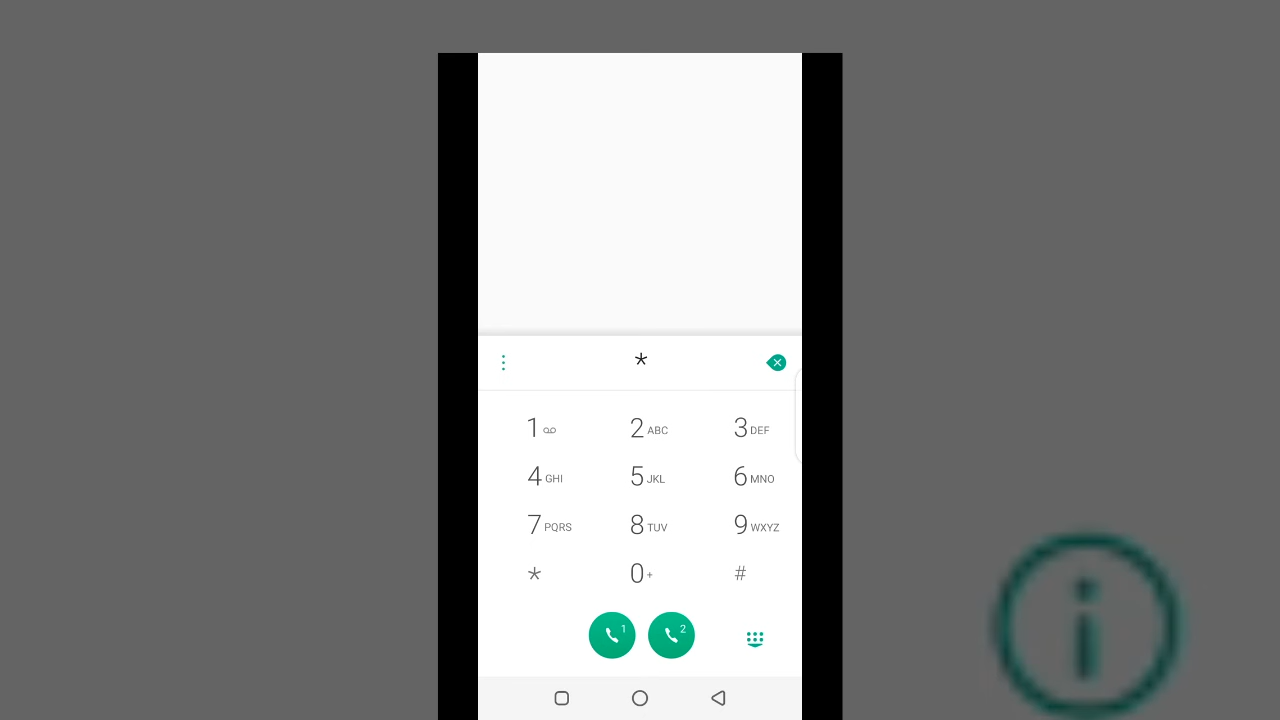 *
1 2 ABC 3 DEF
4 GHI 5 JKL 6 MNO
7 PQRS 8 TUV 9 WXYZ
* 0 + #
1 2
i